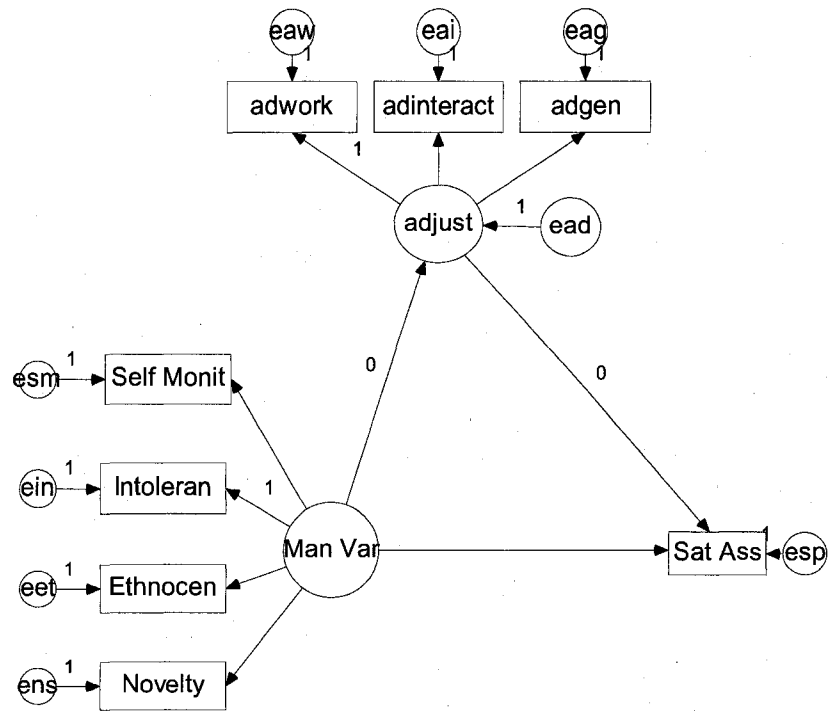 eaw
eai
eag
1
1
1
adwork
adinteract
adgen
1
adjust
1
ead
0
0
esm
1
Self Monit
ein
1
Intoleran
1
Man Var
1
Sat Ass
esp
eet
1
Ethnocen
ens
1
Novelty